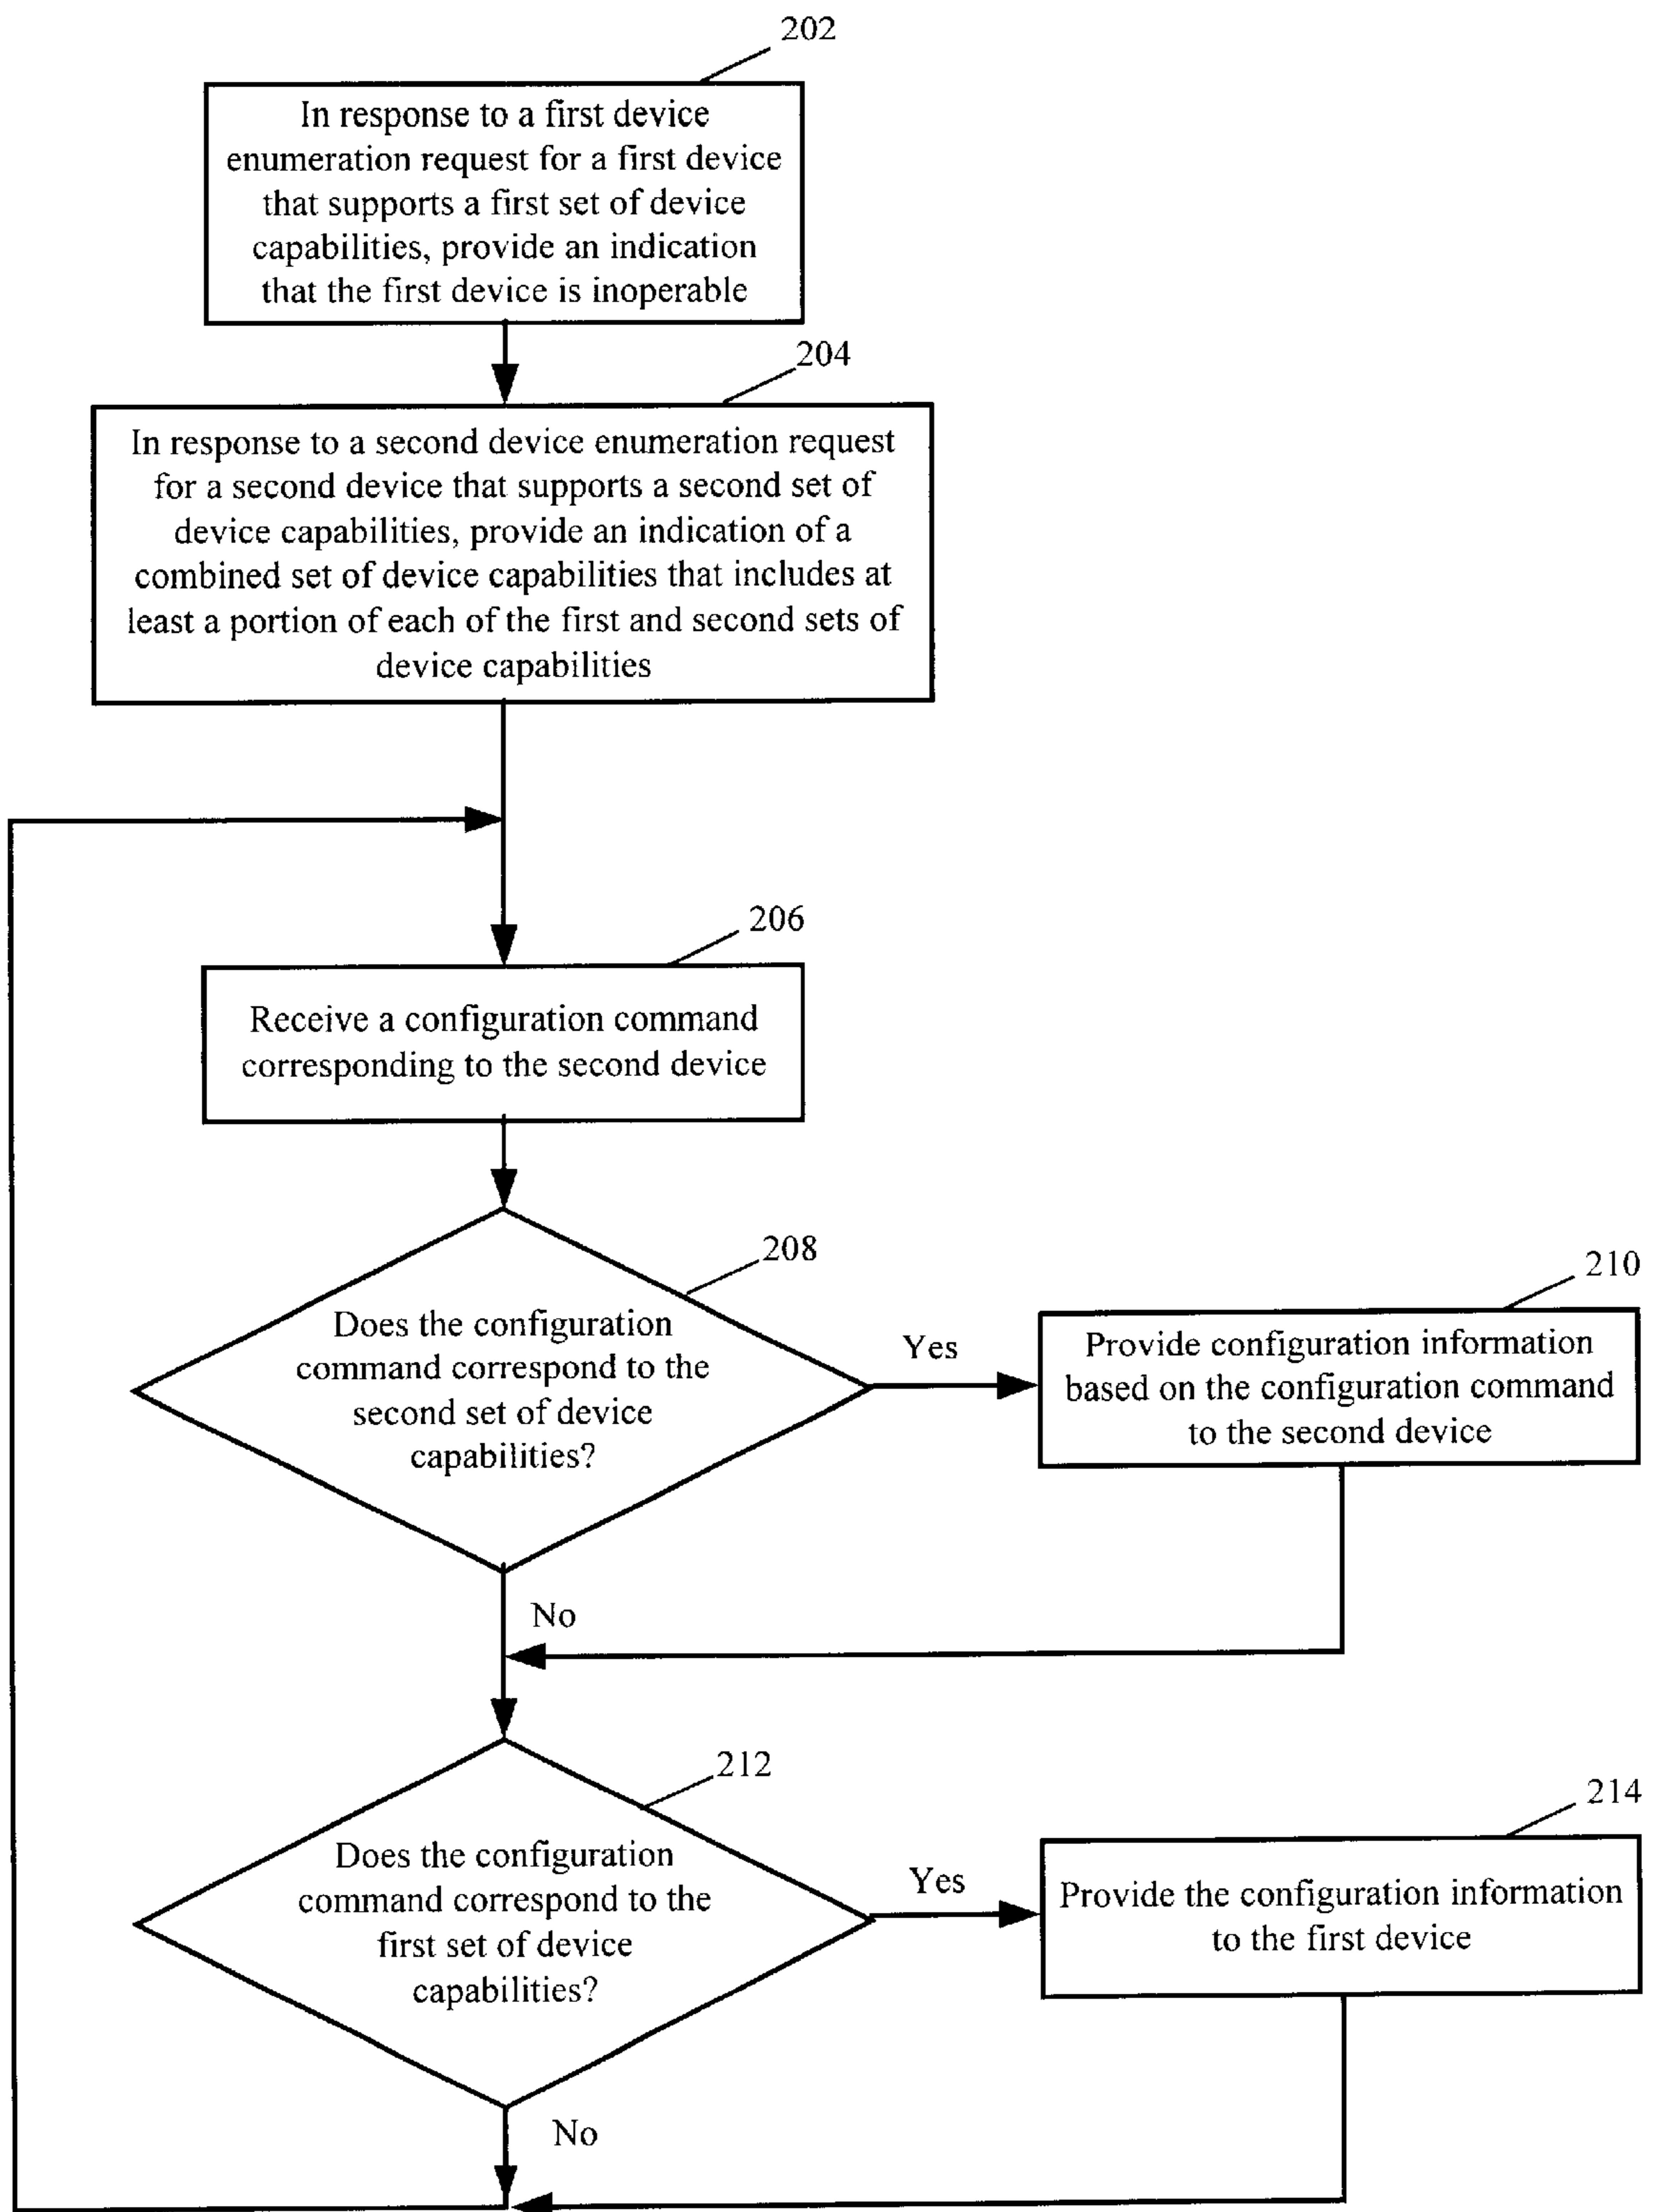 202
In response to a first device
enumeration request for a first device
that supports a first set of device
capabilities, provide an indication
that the first device is inoperable
204
In response to a second device enumeration request
for a second device that supports a second set of
device capabilities, provide an indication of a
combined set of device capabilities that includes at
least a portion of each of the first and second sets of
device capabilities
206
Receive a configuration command
corresponding to the second device
208
Does the configuration
command correspond to the
second set of device
capabilities?
Yes
210
Provide configuration information
based on the configuration command
to the second device
No
212
Does the configuration
command correspond to the
first set of device
capabilities?
Yes
214
Provide the configuration information
to the first device
No